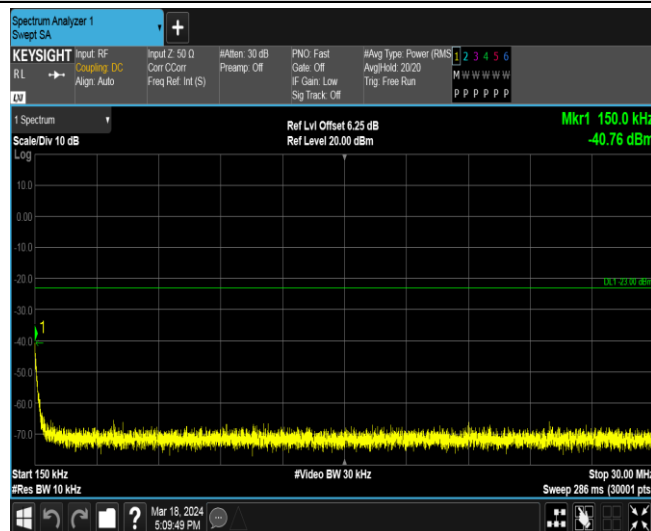 Spectrum Analyzer 1
Swept SA
+
KEYSIGHT
RL
LXI
Input: RF
Coupling: DC
Align: Auto
Input Z: 50 Ω
Corr CCorr
Freq Ref: Int (S)
#Atten: 30 dB
Preamp: Off
PNO: Fast
Gate: Off
IF Gain: Low
Sig Track: Off
#Avg Type: Power (RMS
Avg|Hold: 20/20
Trig: Free Run
1 2 3 4 5 6
M W W W W W
P P P P P P
1 Spectrum
Scale/Div 10 dB
Ref Lvl Offset 6.25 dB
Ref Level 20.00 dBm
Mkr1 150.0 kHz
-40.76 dBm
Log
10.0
0.00
-10.0
-20.0
DL1 -23.00 dBm
-30.0
1
-40.0
-50.0
-60.0
-70.0
Start 150 kHz
#Video BW 30 kHz
Stop 30.00 MHz
#Res BW 10 kHz
Sweep 286 ms (30001 pts
?
Mar 18, 2024
5:09:49 PM